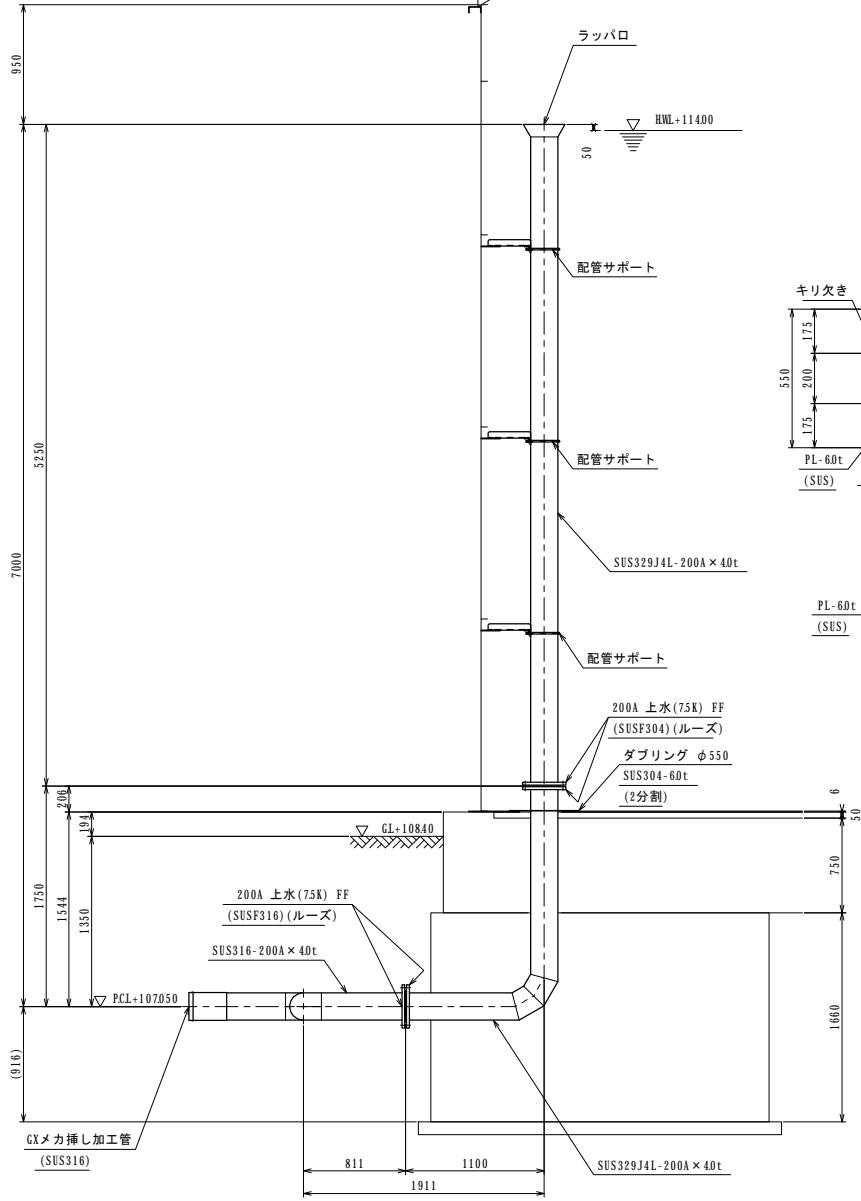 950
ラッパ口
HWL+114.00
50
配管サポート
キリ欠き
175
550
200
175
PL-6.0t
(SUS)
5250
配管サポート
7000
SUS329J4L-200A×4.0t
PL-6.0t
(SUS)
配管サポート
200A 上水(7.5K) FF
(SUSF304)(ルーズ)
ダブリング φ550
SUS304-6.0t
(2分割)
206
194
6
50
G.L+108.40
750
1750
1544
1350
200A 上水(7.5K) FF
(SUSF316)(ルーズ)
SUS316-200A×4.0t
P.C.L+107.050
1660
(916)
GXメカ挿し加工管
(SUS316)
811
1100
SUS329J4L-200A×4.0t
1911